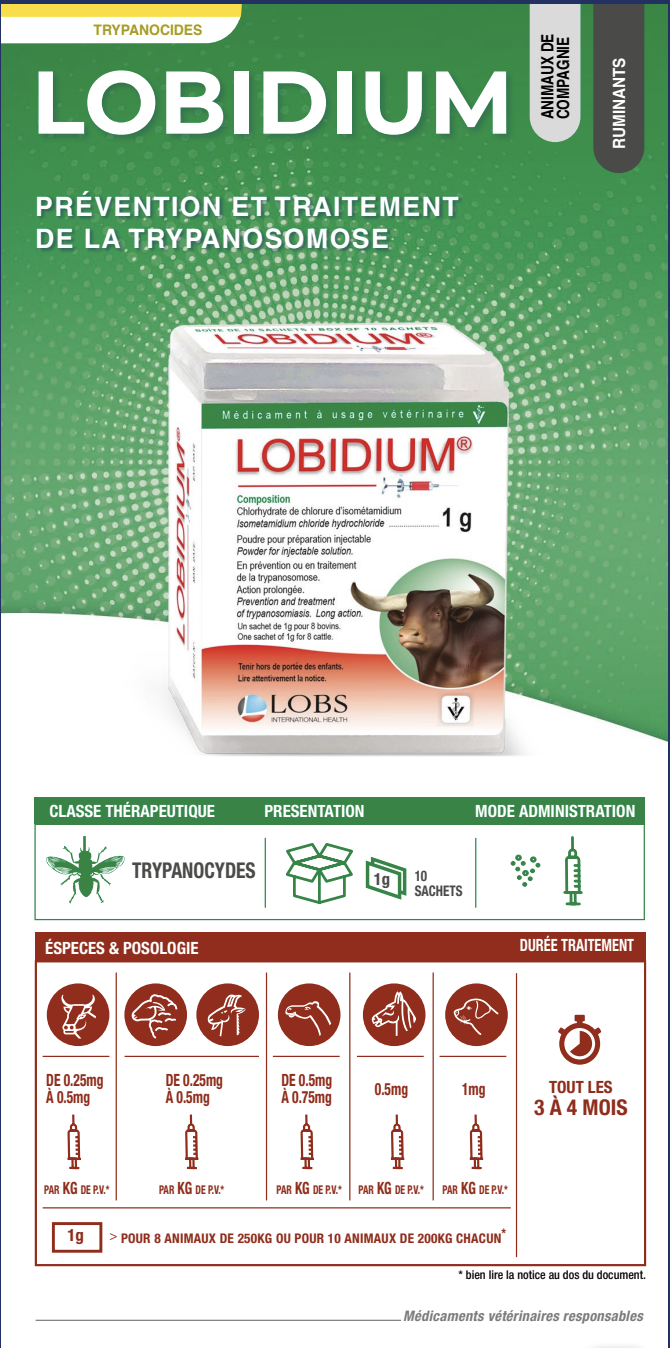 TRYPANOCIDES
LOBIDIUM
ANIMAUX DE
COMPAGNIE
RUMINANTS
PRÉVENTION ET TRAITEMENT
DE LA TRYPANOSOMOSE
BOÎTE DE 10 SACHETS / BOX OF 10 SACHETS
LOBIDIUM®
Médicament à usage vétérinaire
LOBIDIUM®
LOBIDIUM®
Composition
Chlorhydrate de chlorure d'isométamidium
Isometamidium chloride hydrochloride .................... 1 g
Poudre pour préparation injectable
Powder for injectable solution.
En prévention ou en traitement
de la trypanosomose.
Action prolongée.
Prevention and treatment
of trypanosomiasis. Long action.
Un sachet de 1g pour 8 bovins.
One sachet of 1g for 8 cattle.
Tenir hors de portée des enfants.
Lire attentivement la notice.
LOBS
INTERNATIONAL HEALTH
CLASSE THÉRAPEUTIQUE PRESENTATION MODE ADMINISTRATION
TRYPANOCYDES
1g
10
SACHETS
ÉSPECES & POSOLOGIE DURÉE TRAITEMENT
DE 0.25mg
À 0.5mg
DE 0.25mg
À 0.5mg
DE 0.5mg
À 0.75mg
0.5mg
1mg
TOUT LES
3 À 4 MOIS
PAR KG DE P.V.* PAR KG DE P.V.* PAR KG DE P.V.* PAR KG DE P.V.* PAR KG DE P.V.*
1g > POUR 8 ANIMAUX DE 250KG OU POUR 10 ANIMAUX DE 200KG CHACUN*
* bien lire la notice au dos du document.
Médicaments vétérinaires responsables